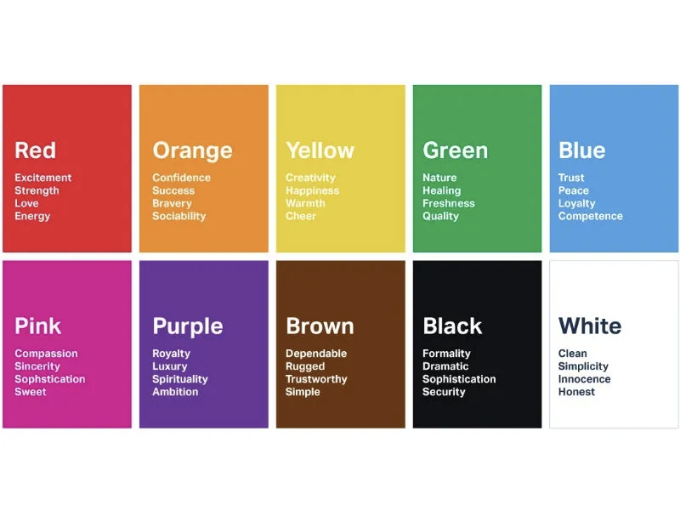 Red
Excitement
Strength
Love
Energy
Orange
Confidence
Success
Bravery
Sociability
Yellow
Creativity
Happiness
Warmth
Cheer
Green
Nature
Healing
Freshness
Quality
Blue
Trust
Peace
Loyalty
Competence
Pink
Compassion
Sincerity
Sophstication
Sweet
Purple
Royalty
Luxury
Spirituality
Ambition
Brown
Dependable
Rugged
Trustworthy
Simple
Black
Formality
Dramatic
Sophistication
Security
White
Clean
Simplicity
Innocence
Honest